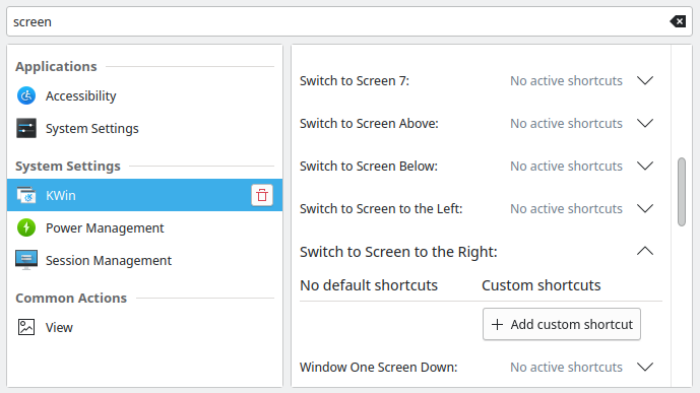 screen
Applications
Accessibility
System Settings
System Settings
KWin
Power Management
Session Management
Common Actions
View
Switch to Screen 7: No active shortcuts
Switch to Screen Above: No active shortcuts
Switch to Screen Below: No active shortcuts
Switch to Screen to the Left: No active shortcuts
Switch to Screen to the Right:
No default shortcuts Custom shortcuts
+ Add custom shortcut
Window One Screen Down: No active shortcuts